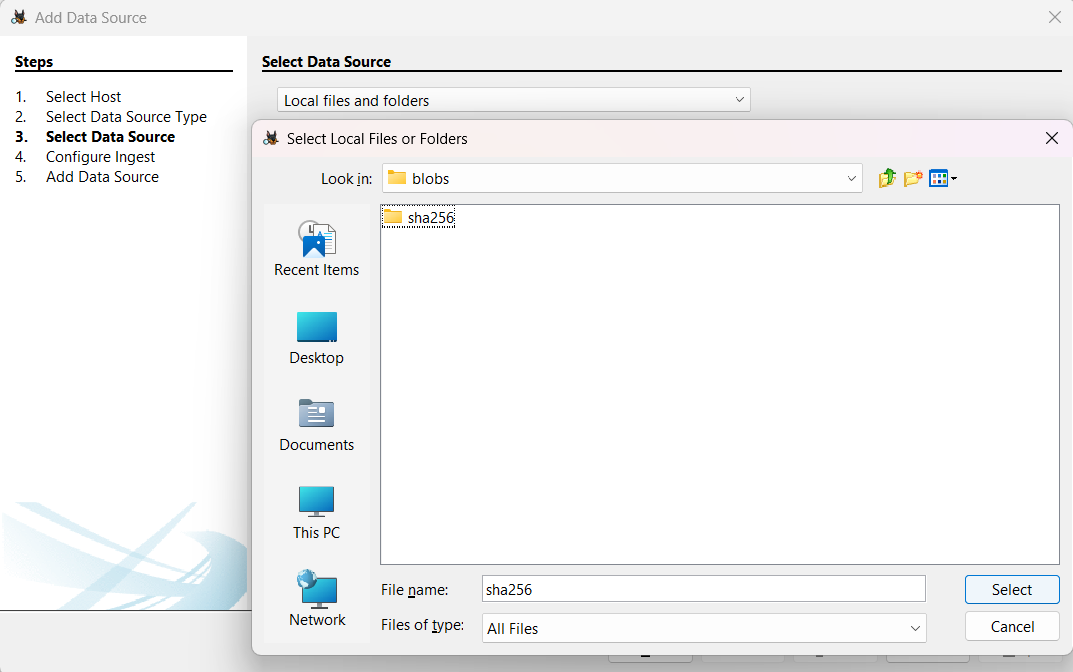 Add Data Source
Steps
1. Select Host
2. Select Data Source Type
3. Select Data Source
4. Configure Ingest
5. Add Data Source
Select Data Source
Local files and folders
Select Local Files or Folders
Look in:
blobs
sha256
Recent Items
Desktop
Documents
This PC
Network
File name:
sha256
Select
Files of type:
All Files
Cancel